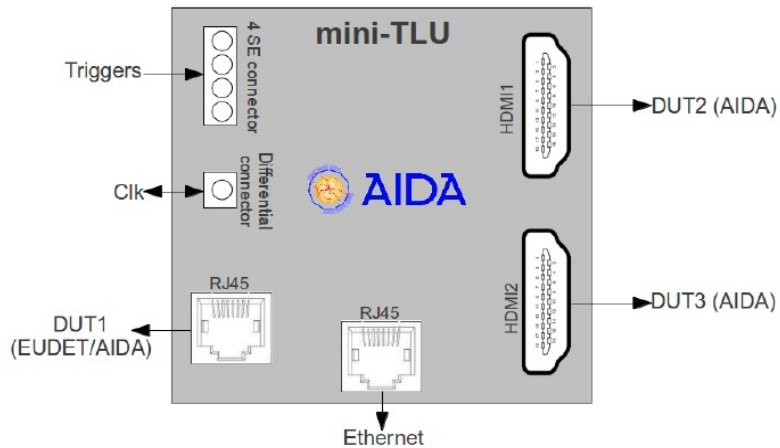 mini-TLU
4 SE connector
Triggers
HDMI1
DUT2 (AIDA)
Differential
connector
Clk
AIDA
RJ45
HDMI2
DUT3 (AIDA)
RJ45
DUT1
(EUDET/AIDA)
Ethernet